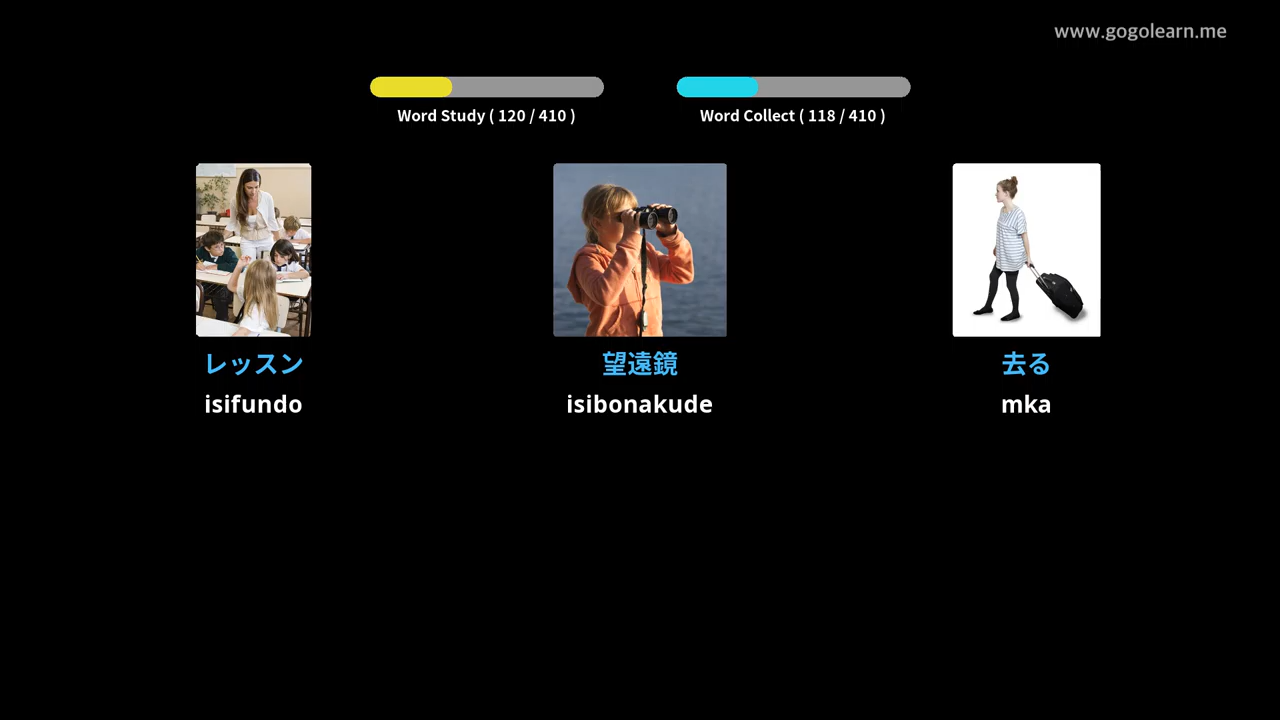 www.gogolearn.me
Word Study ( 120 / 410 )
Word Collect ( 118 / 410 )
レッスン
isifundo
望遠鏡
isibonakude
去る
mka